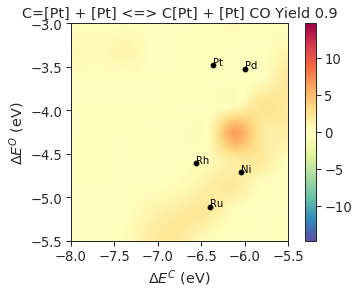 C=[Pt] + [Pt] <=> C[Pt] + [Pt] CO Yield 0.9
−3.0
−3.5
−4.0
−4.5
−5.0
−5.5
ΔE^O (eV)
Pt
Pd
Rh
Ni
Ru
−8.0 −7.5 −7.0 −6.5 −6.0 −5.5
ΔE^C (eV)
10
5
0
−5
−10